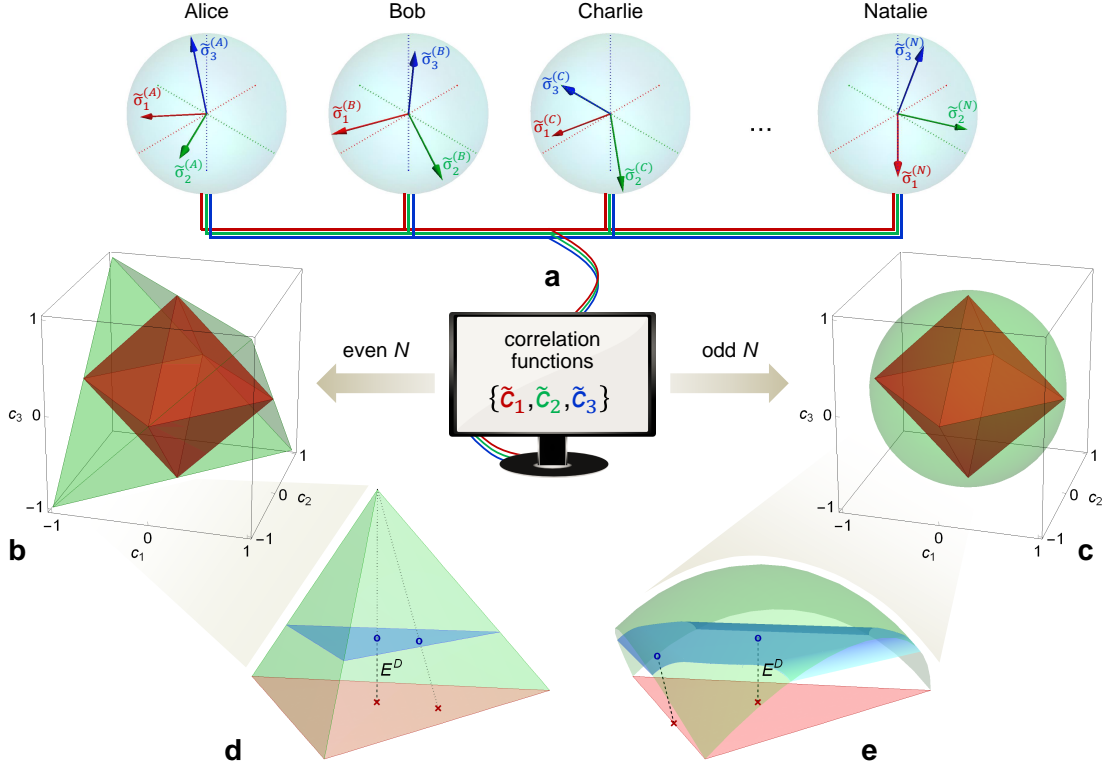 Alice Bob Charlie Natalie
σ̃₃⁽ᴬ⁾ σ̃₃⁽ᴮ⁾ σ̃₃⁽ᶜ⁾ σ̃₃⁽ᴺ⁾
σ̃₁⁽ᴬ⁾ σ̃₁⁽ᴮ⁾ σ̃₁⁽ᶜ⁾ ... σ̃₂⁽ᴺ⁾
σ̃₂⁽ᴬ⁾ σ̃₂⁽ᴮ⁾ σ̃₂⁽ᶜ⁾ σ̃₁⁽ᴺ⁾
a
1
c₃ 0
−1
−1
0
c₁
1
−1
0 c₂
1
b
even N
correlation
functions
{c̃₁,c̃₂,c̃₃}
odd N
1
c₃ 0
−1
−1
0
c₁
1
−1
0 c₂
1
c
Eᴰ
d
Eᴰ
e